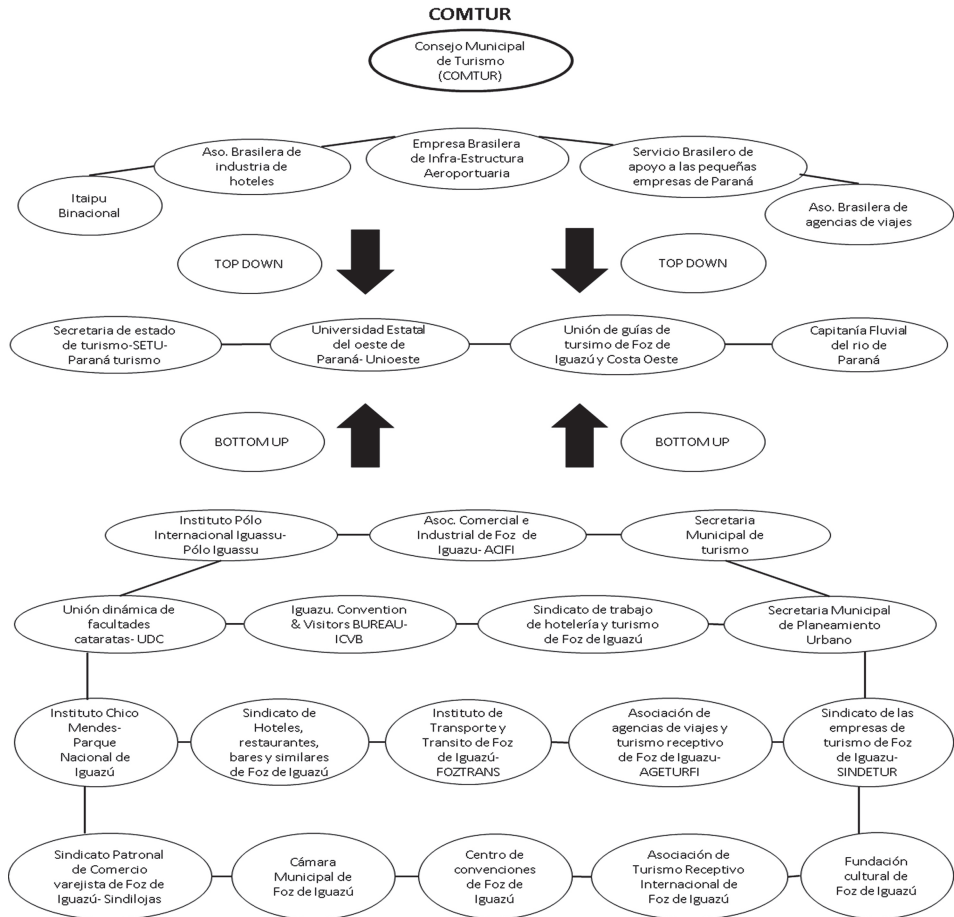 COMTUR
Consejo Municipal
de Turismo
(COMTUR)
Itaipu
Binacional
Aso. Brasilera de
industria de
hoteles
Empresa Brasilera
de Infra-Estructura
Aeroportuaria
Servicio Brasilero de
apoyo a las pequeñas
empresas de Paraná
Aso. Brasilera de
agencias de viajes
TOP DOWN
TOP DOWN
Secretaria de estado
de turismo-SETU-
Paraná turismo
Universidad Estatal
del oeste de
Paraná- Unioeste
Unión de guías de
tursimo de Foz de
Iguazú y Costa Oeste
Capitanía Fluvial
del rio de
Paraná
BOTTOM UP
BOTTOM UP
Instituto Pólo
Internacional Iguassu-
Pólo Iguassu
Asoc. Comercial e
Industrial de Foz de
Iguazu- ACIFI
Secretaria
Municipal de
turismo
Unión dinámica de
facultades
cataratas- UDC
Iguazu. Convention
& Visitors BUREAU-
ICVB
Sindicato de trabajo
de hotelería y turismo
de Foz de Iguazú
Secretaria Municipal
de Planeamiento
Urbano
Instituto Chico
Mendes-
Parque
Nacional de
Iguazú
Sindicato de
Hoteles,
restaurantes,
bares y similares
de Foz de Iguazú
Instituto de
Transporte y
Transito de Foz
de Iguazú-
FOZTRANS
Asociación de
agencias de viajes y
turismo receptivo
de Foz de Iguazu-
AGETURFI
Sindicato de las
empresas de
turismo de Foz
de Iguazu-
SINDETUR
Sindicato Patronal
de Comercio
varejista de Foz de
Iguazú- Sindilojas
Cámara
Municipal de
Foz de Iguazú
Centro de
convenciones
de Foz de
Iguazú
Asociación de
Turismo Receptivo
Internacional de
Foz de Iguazú
Fundación
cultural de
Foz de Iguazú